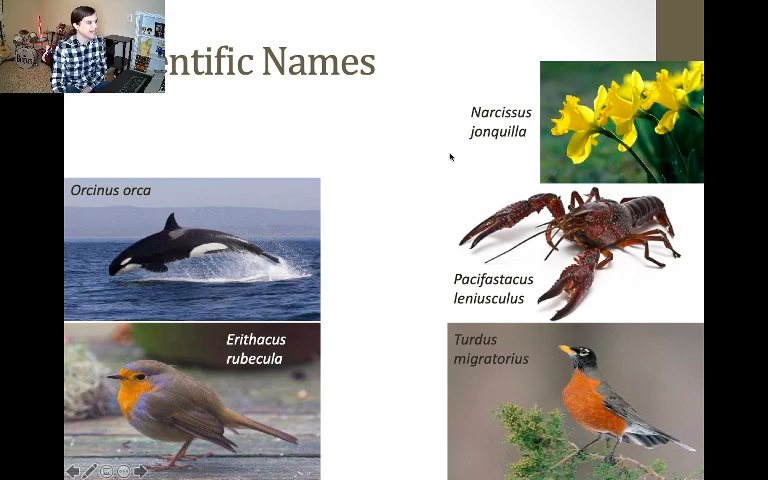 ntific Names
Narcissus
jonquilla
Orcinus orca
Pacifastacus
leniusculus
Erithacus
rubecula
Turdus
migratorius